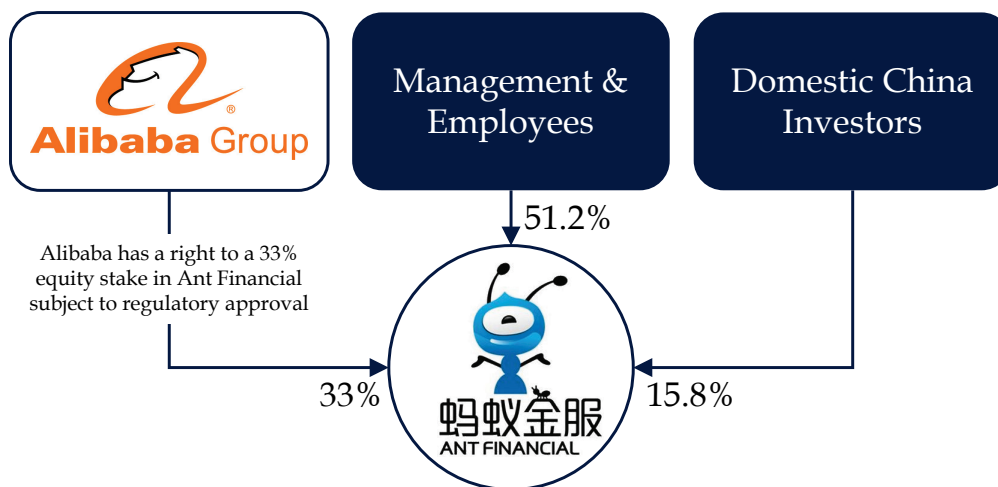 Alibaba Group
®
Management &
Employees
Domestic China
Investors
Alibaba has a right to a 33%
equity stake in Ant Financial
subject to regulatory approval
51.2%
33%
15.8%
蚂蚁金服
ANT FINANCIAL